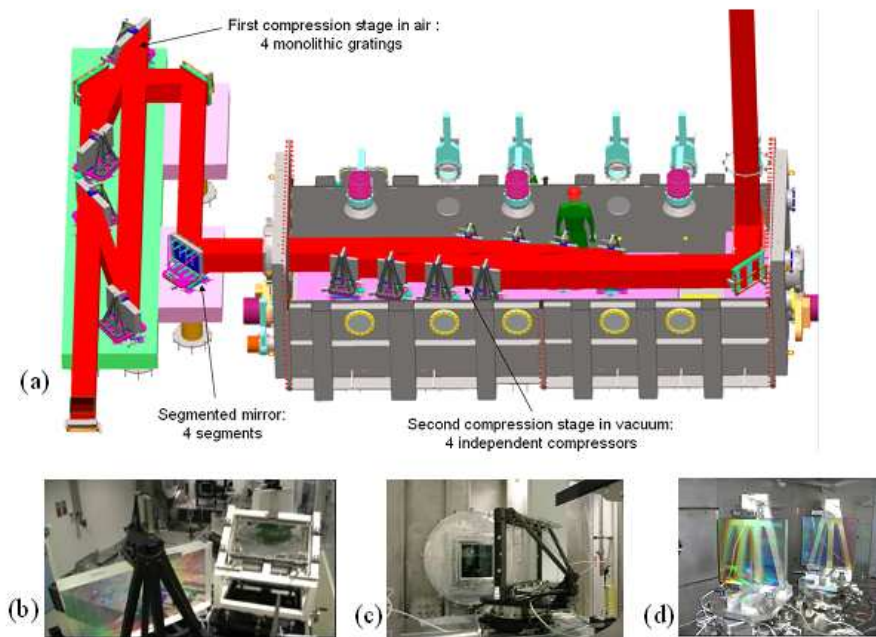 First compression stage in air :
4 monolithic gratings
(a)
Segmented mirror:
4 segments
Second compression stage in vacuum:
4 independent compressors
(b)
(c)
(d)